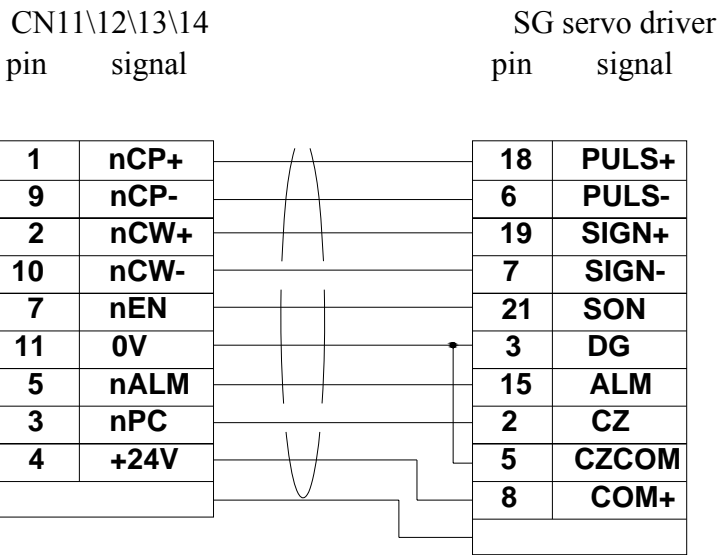 CN11\12\13\14 SG servo driver
pin signal pin signal
1 nCP+ 18 PULS+
9 nCP- 6 PULS-
2 nCW+ 19 SIGN+
10 nCW- 7 SIGN-
7 nEN 21 SON
11 0V 3 DG
5 nALM 15 ALM
3 nPC 2 CZ
4 +24V 5 CZCOM
8 COM+